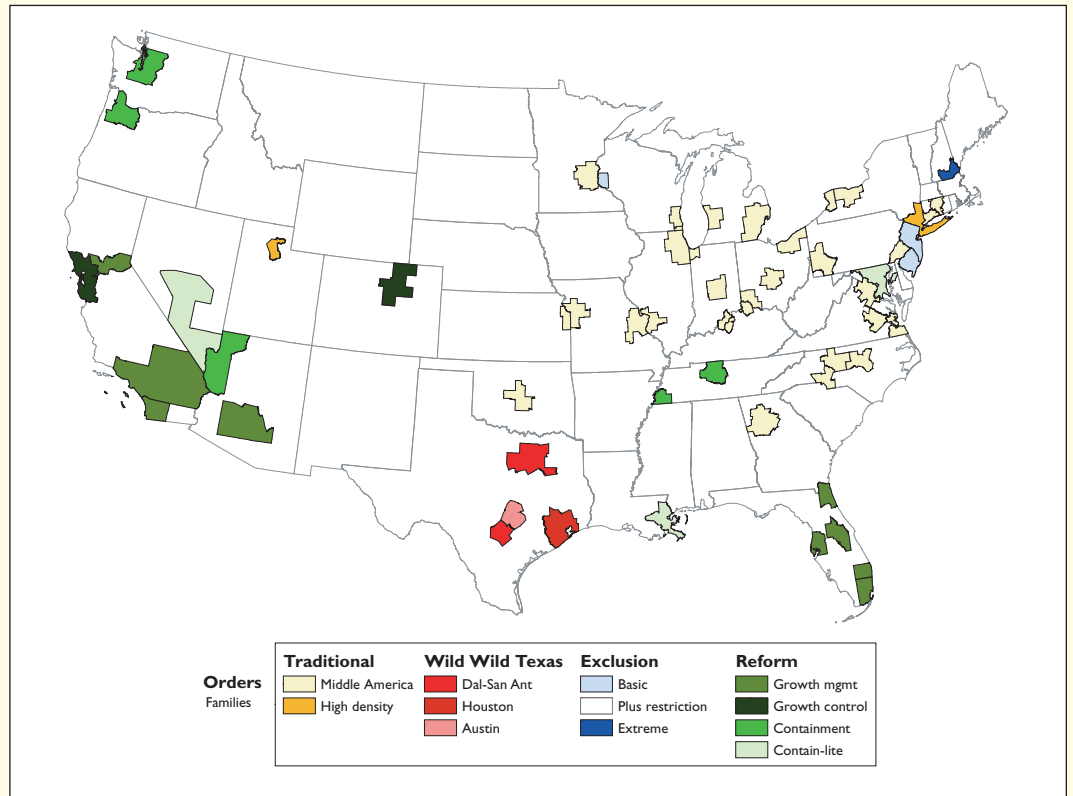 Orders
Families
Traditional
Middle America
High density
Wild Wild Texas
Dal-San Ant
Houston
Austin
Exclusion
Basic
Plus restriction
Extreme
Reform
Growth mgmt
Growth control
Containment
Contain-lite